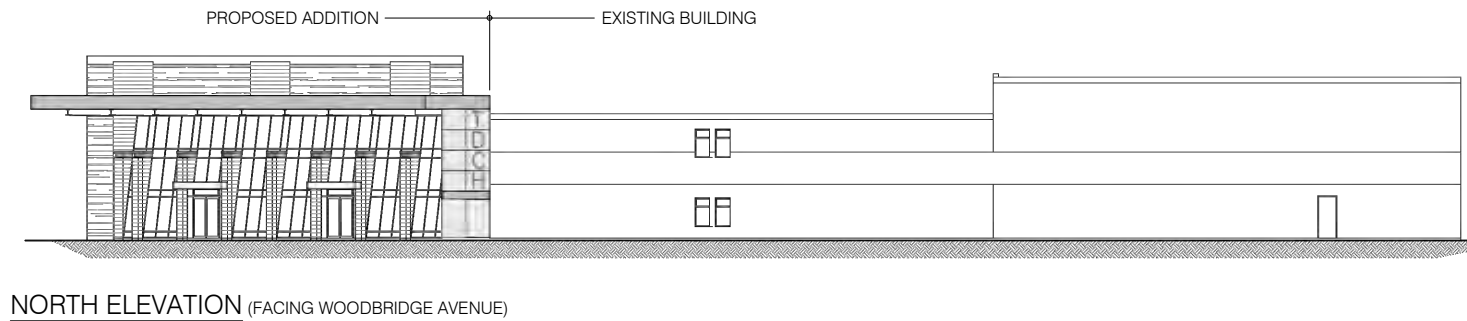 PROPOSED ADDITION
EXISTING BUILDING
T
D
C
H
NORTH ELEVATION (FACING WOODBRIDGE AVENUE)